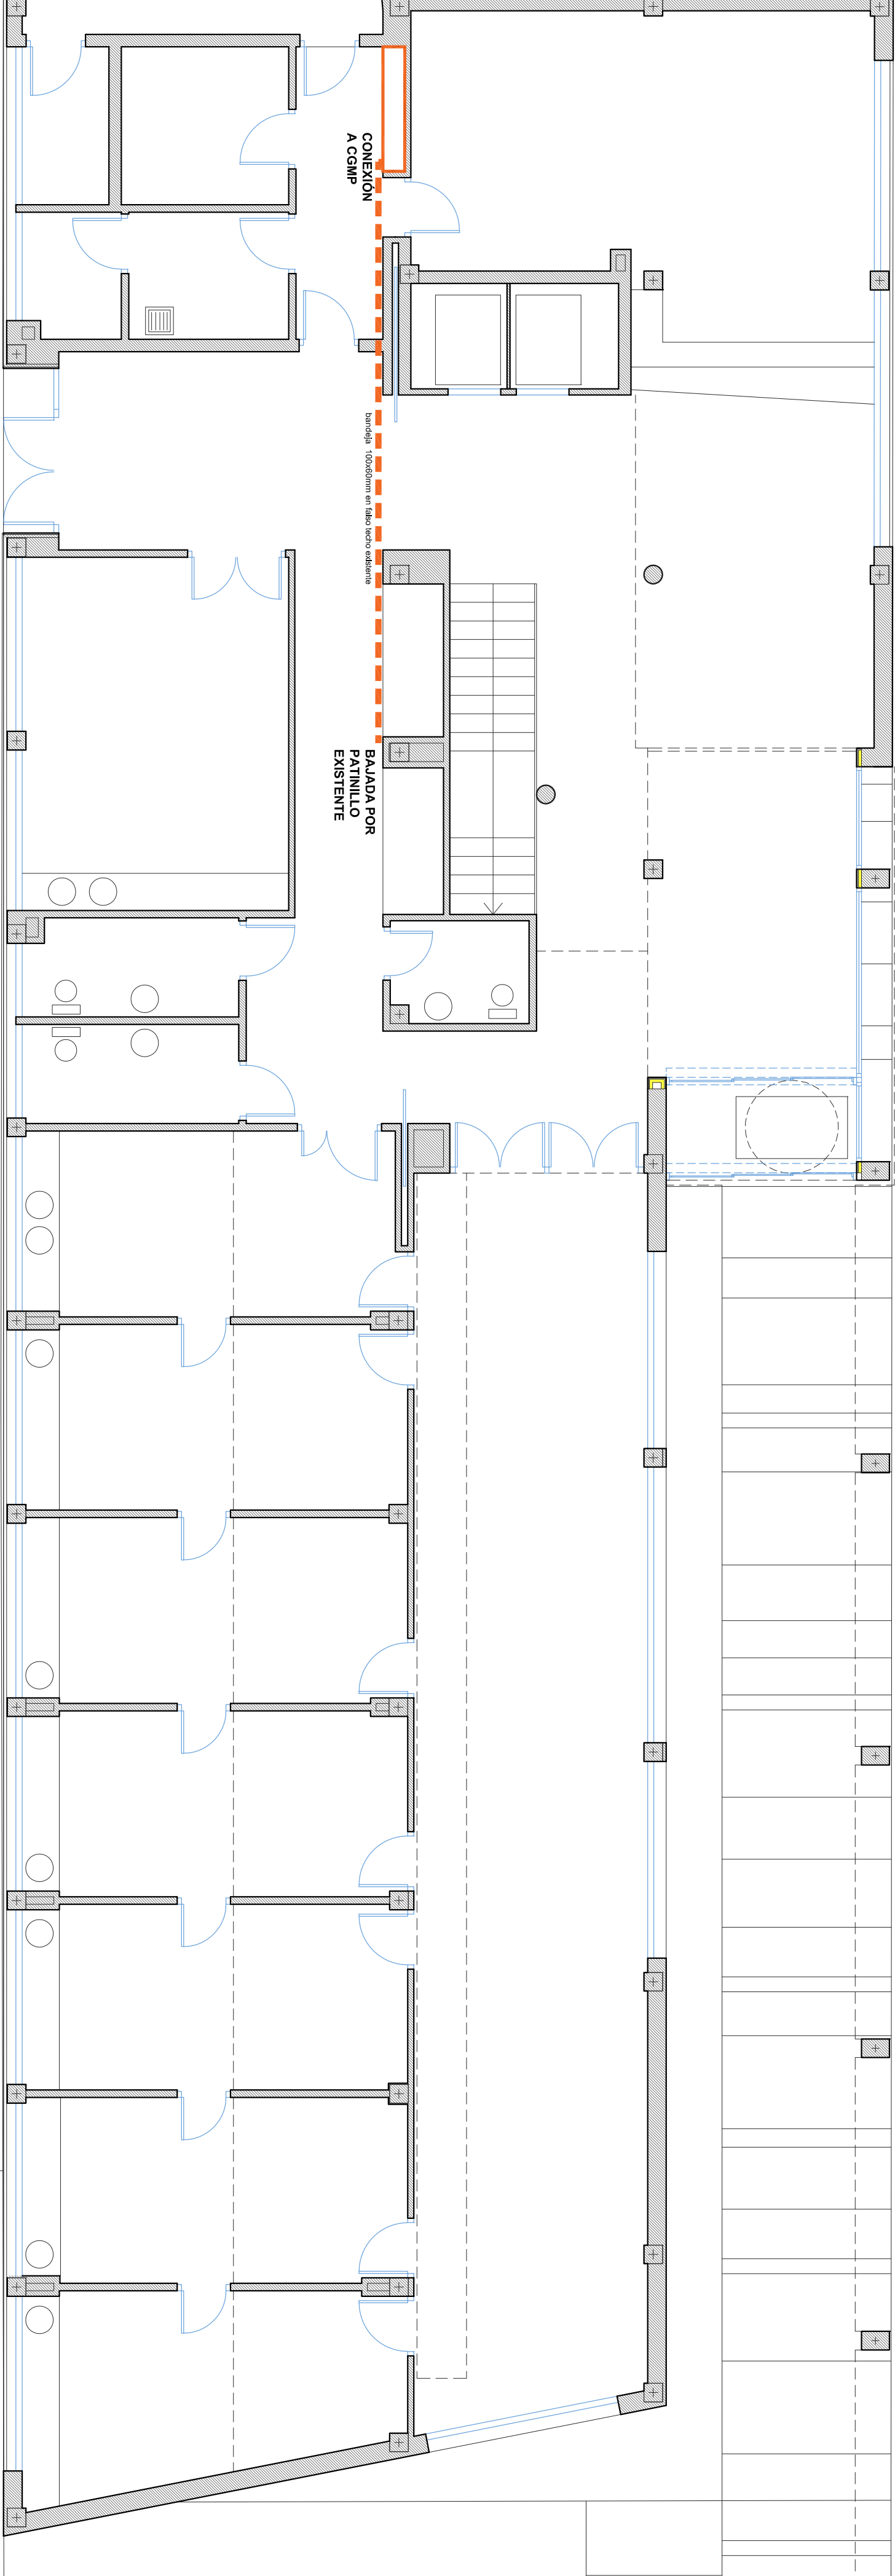 CONEXIÓN
A CGMP
bandeja 100x60mm en falso techo existente
BAJADA POR
PATINILLO
EXISTENTE